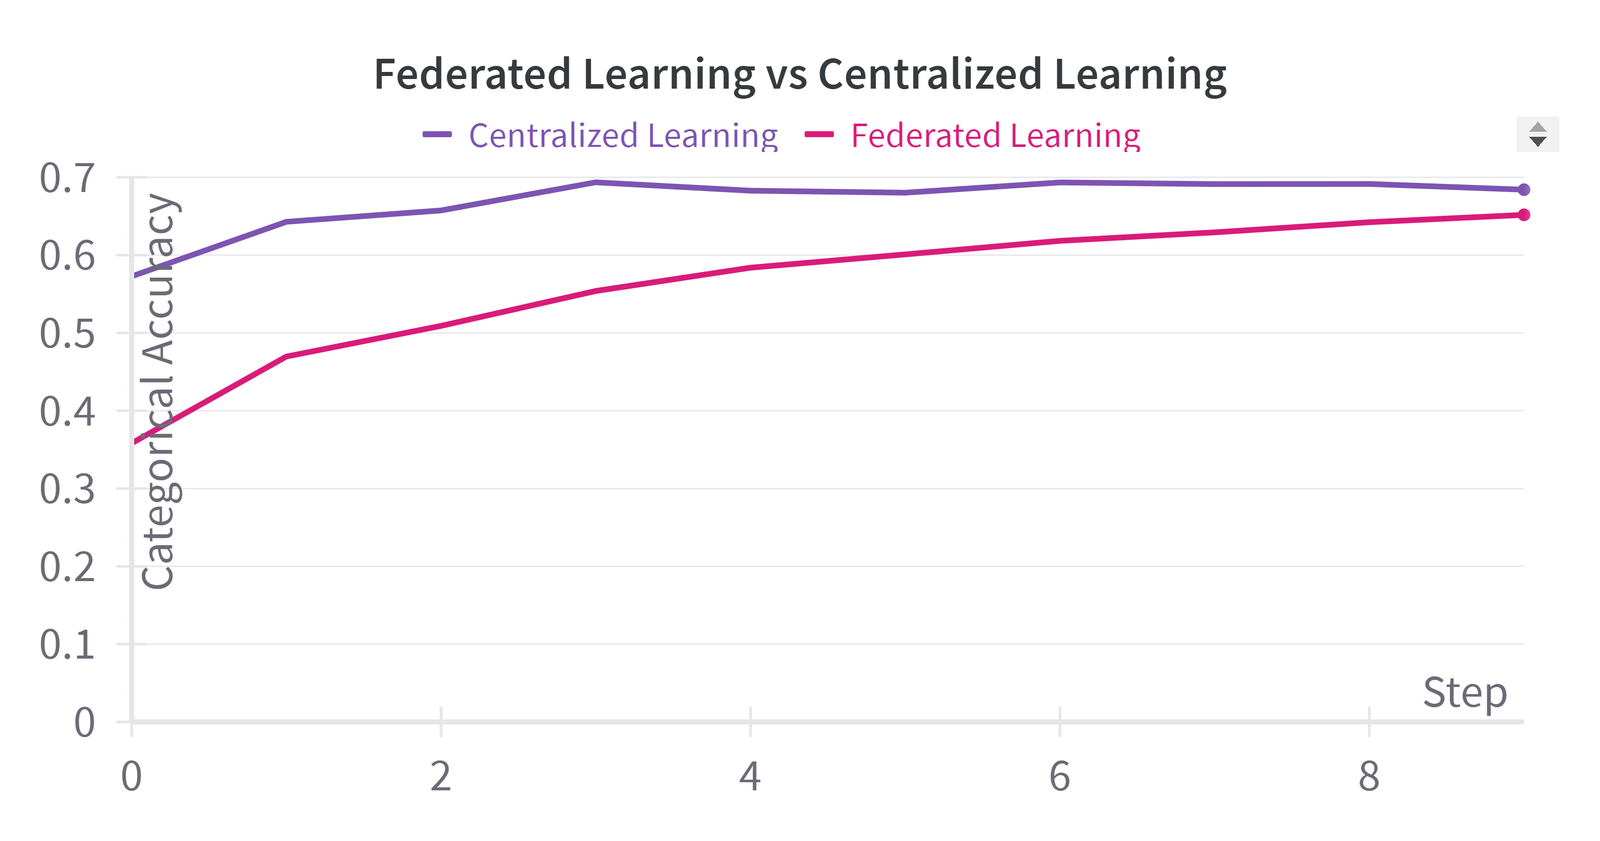 Federated Learning vs Centralized Learning
Centralized Learning Federated Learning
0.7
0.6
0.5
0.4
0.3
0.2
0.1
0
Categorical Accuracy
Step
0 2 4 6 8